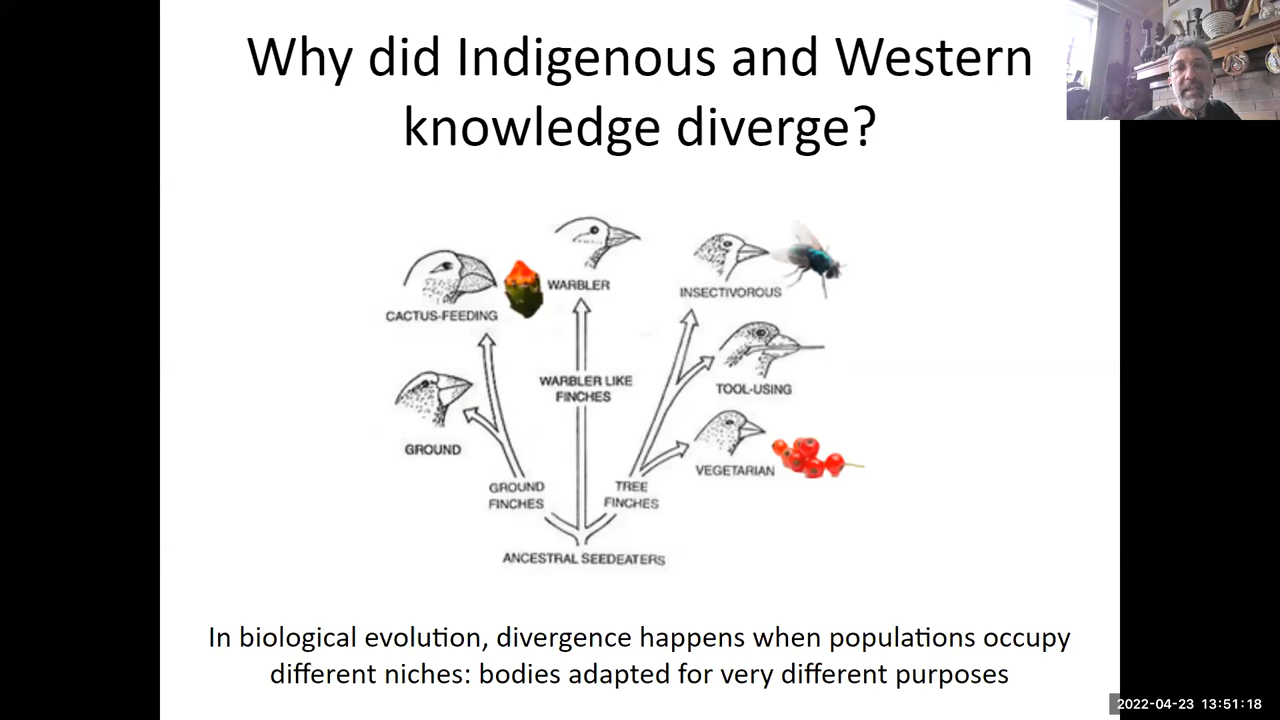 Why did Indigenous and Western
knowledge diverge?
WARBLER
CACTUS-FEEDING
INSECTIVOROUS
WARBLER LIKE
FINCHES
TOOL-USING
GROUND
VEGETARIAN
GROUND
FINCHES
TREE
FINCHES
ANCESTRAL SEEDEATERS
In biological evolution, divergence happens when populations occupy
different niches: bodies adapted for very different purposes
2022-04-23 13:51:18